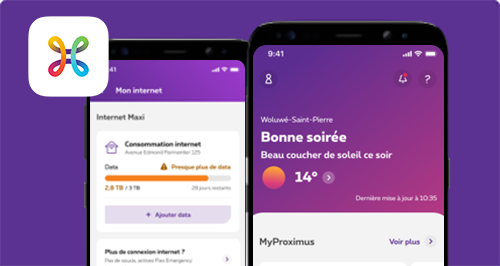 9:41
Mon internet
Internet Maxi
Consommation internet
Avenue Edmond Parmentier 125
Data
Presque plus de data
2,8 TB / 3 TB
28 jours restants
+ Ajouter data
Plus de connexion internet ?
Pas de soucis, activez Flex Emergency
9:41
?
Woluwé-Saint-Pierre
Bonne soirée
Beau coucher de soleil ce soir
14°
Dernière mise à jour à 10:35
MyProximus
Voir plus